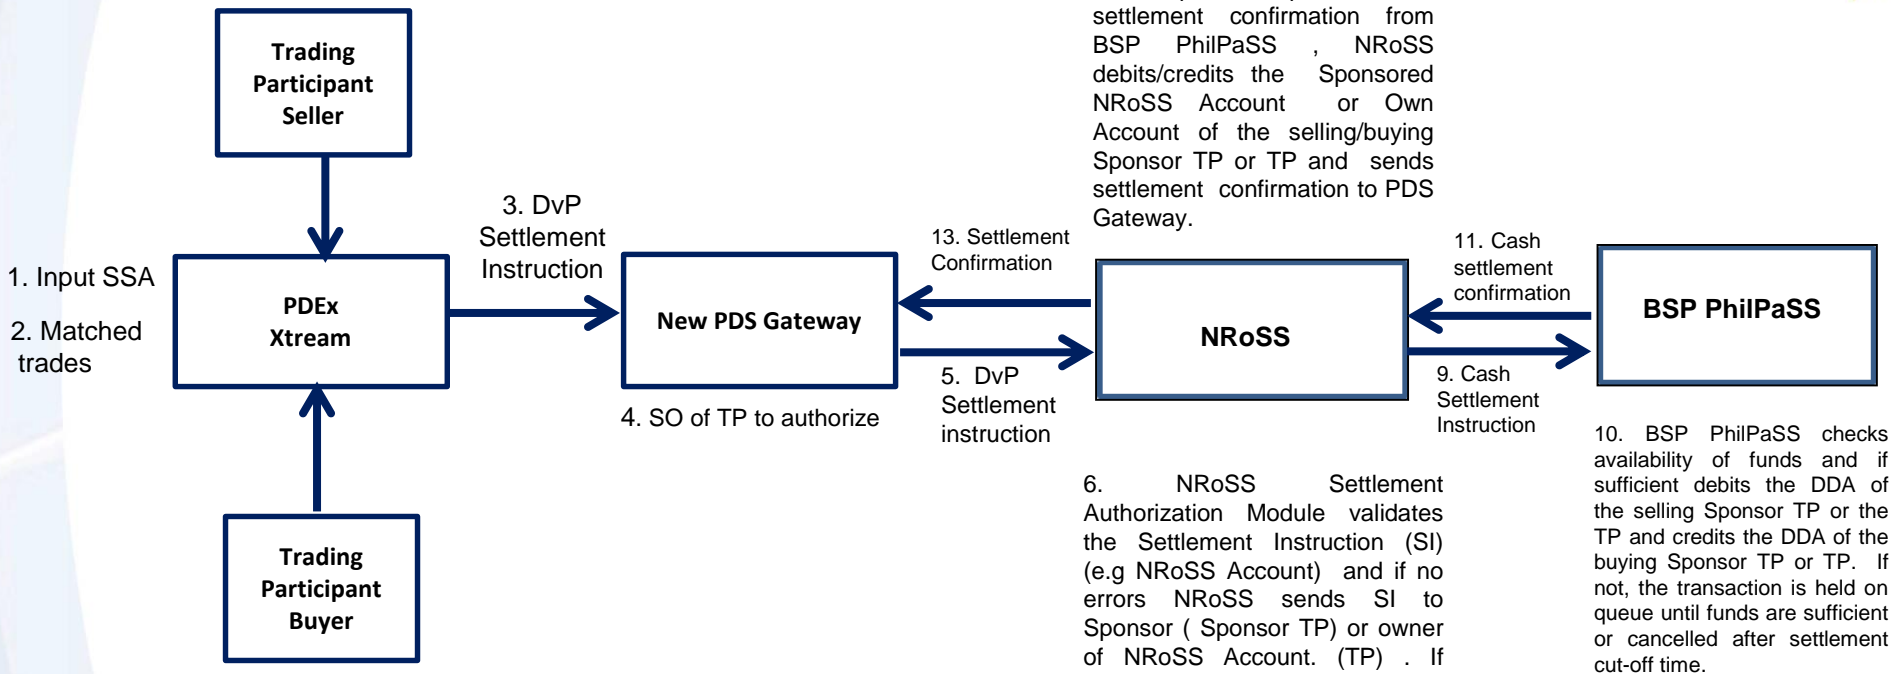 Trading
Participant
Seller
1. Input SSA
2. Matched
trades
PDEx
Xtream
3. DvP
Settlement
Instruction
New PDS Gateway
4. SO of TP to authorize
Trading
Participant
Buyer
13. Settlement
Confirmation
5. DvP
Settlement
instruction
settlement confirmation from
BSP PhilPaSS , NRoSS
debits/credits the Sponsored
NRoSS Account or Own
Account of the selling/buying
Sponsor TP or TP and sends
settlement confirmation to PDS
Gateway.
NRoSS
6. NRoSS Settlement
Authorization Module validates
the Settlement Instruction (SI)
(e.g NRoSS Account) and if no
errors NRoSS sends SI to
Sponsor ( Sponsor TP) or owner
of NRoSS Account. (TP) . If
11. Cash
settlement
confirmation
9. Cash
Settlement
Instruction
BSP PhilPaSS
10. BSP PhilPaSS checks
availability of funds and if
sufficient debits the DDA of
the selling Sponsor TP or the
TP and credits the DDA of the
buying Sponsor TP or TP. If
not, the transaction is held on
queue until funds are sufficient
or cancelled after settlement
cut-off time.